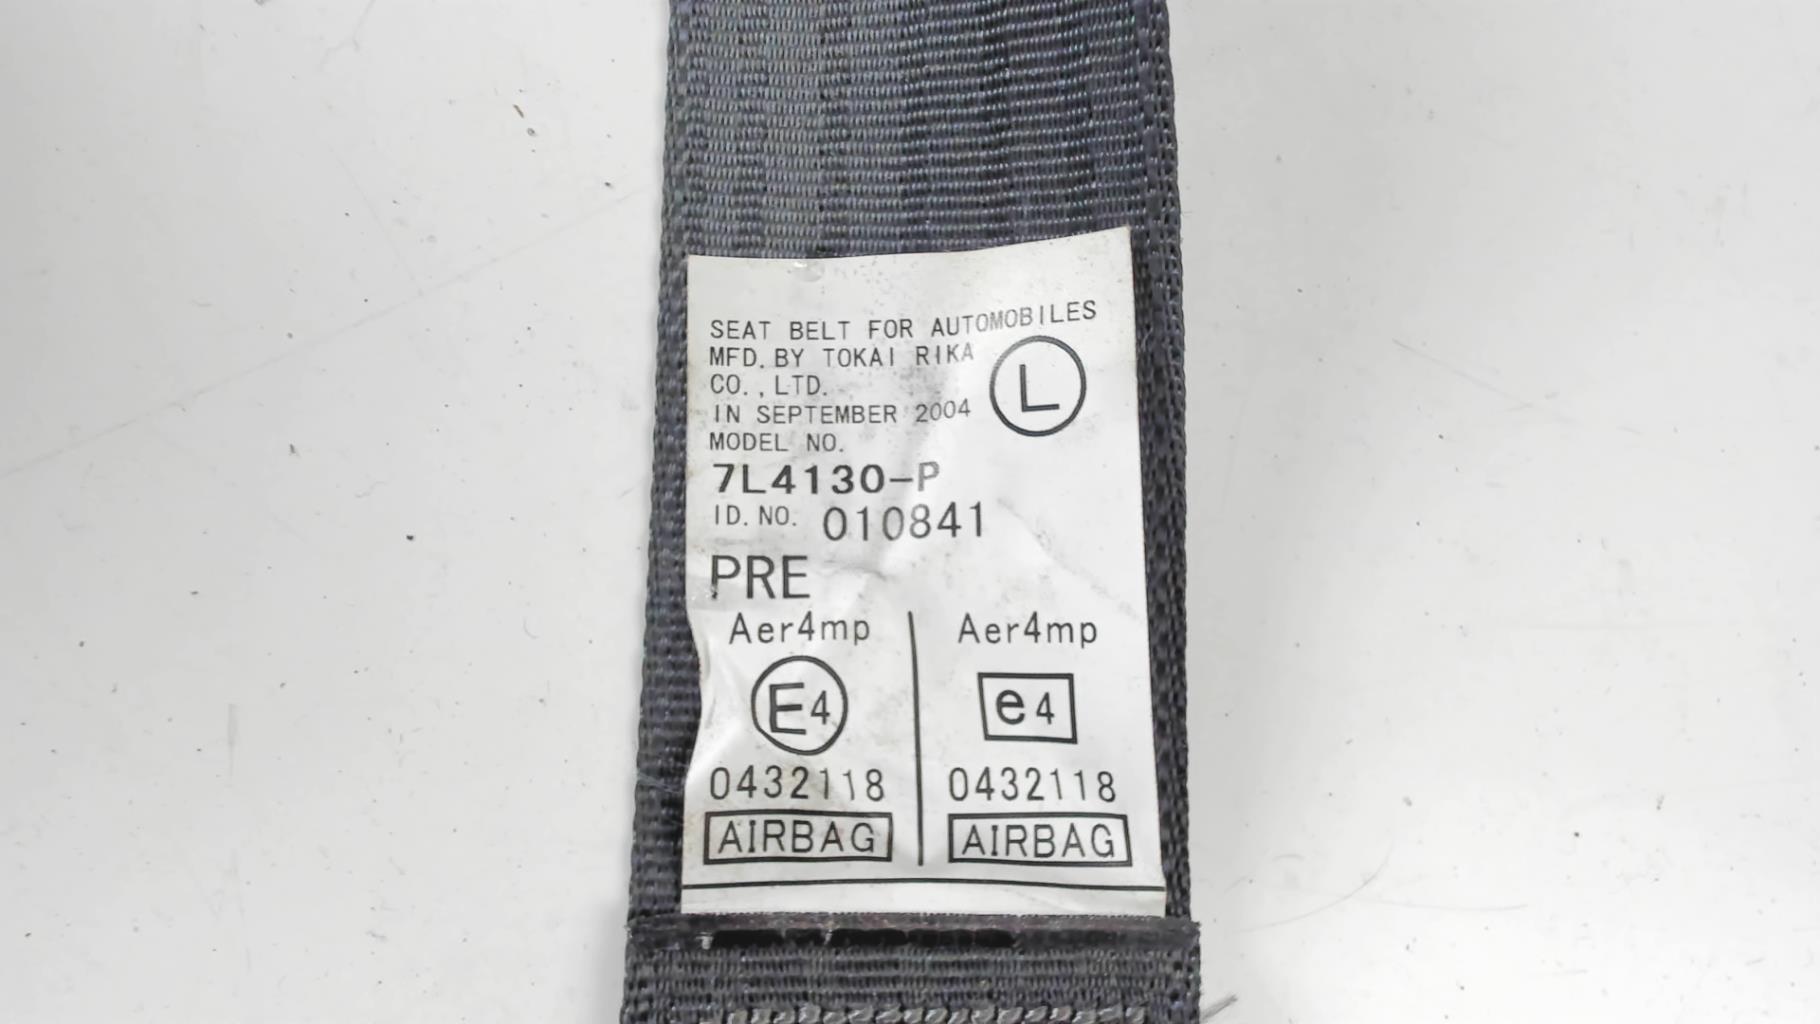 SEAT BELT FOR AUTOMOBILES
MFD. BY TOKAI RIKA
CO., LTD.
L
IN SEPTEMBER 2004
MODEL NO.
7L4130-P
ID. NO. 010841
PRE
Aer4mp Aer4mp
E4 e4
0432118 0432118
AIRBAG AIRBAG